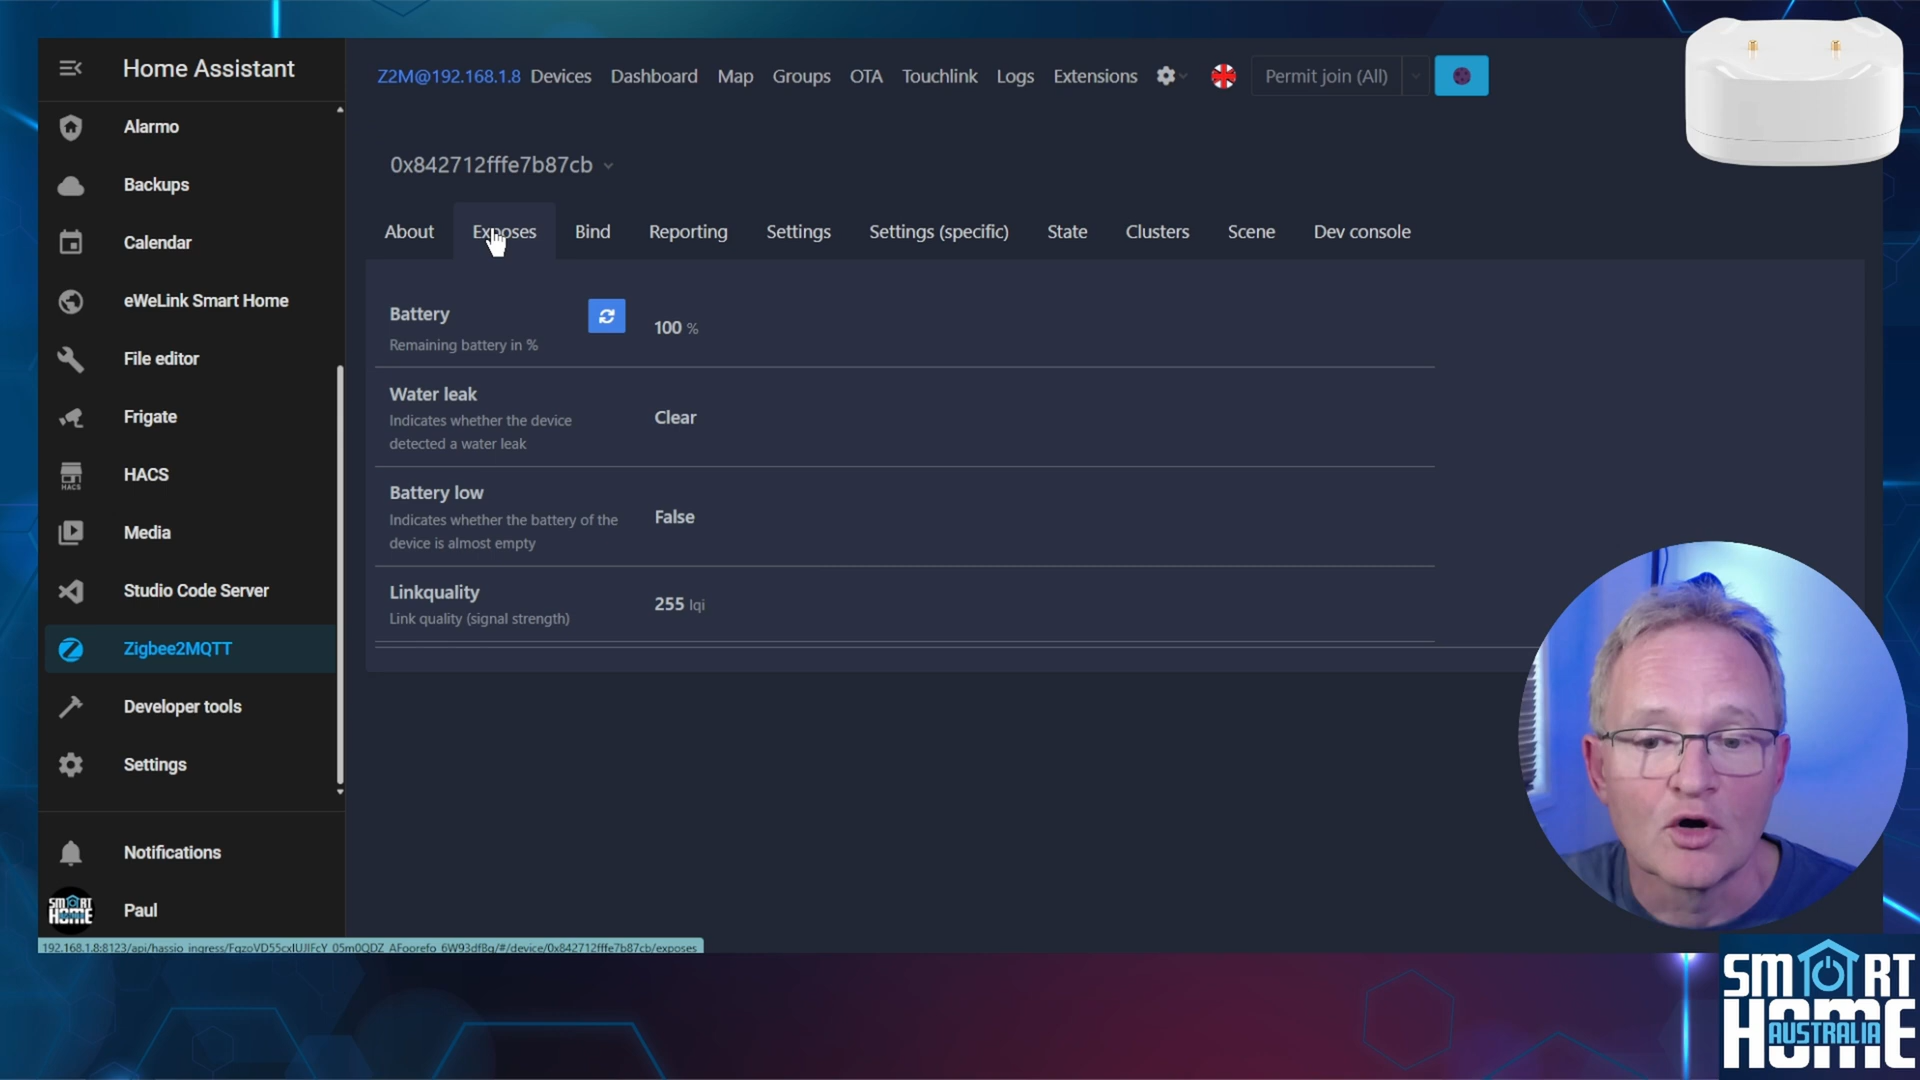 Home Assistant
Alarmo
Backups
Calendar
eWeLink Smart Home
File editor
Frigate
HACS
HACS
Media
Studio Code Server
Zigbee2MQTT
Developer tools
Settings
Notifications
SMART HOME
Paul
Z2M@192.168.1.8 Devices Dashboard Map Groups OTA Touchlink Logs Extensions Permit join (All)
0x842712fffe7b87cb
About Exposes Bind Reporting Settings Settings (specific) State Clusters Scene Dev console
Battery
Remaining battery in %
100 %
Water leak
Indicates whether the device
detected a water leak
Clear
Battery low
Indicates whether the battery of the
device is almost empty
False
Linkquality
Link quality (signal strength)
255 lqi
SMART
HOME
AUSTRALIA